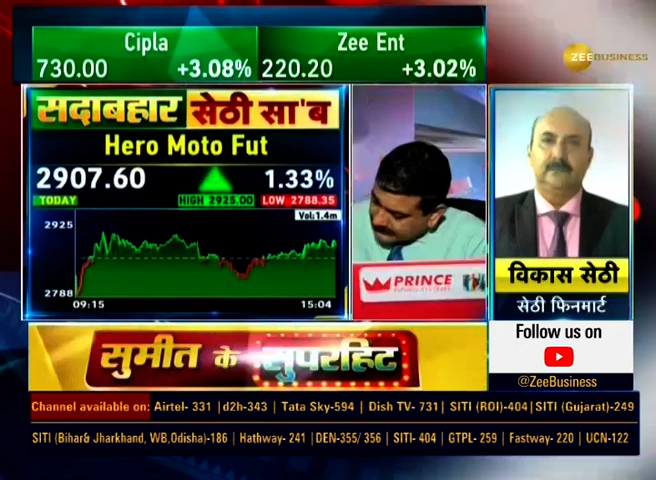 Cipla
730.00 +3.08%
Zee Ent
220.20 +3.02%
ZEE BUSINESS
सदाबहार सेठी सा'ब
Hero Moto Fut
2907.60 1.33%
TODAY HIGH 2925.00 LOW 2788.35
Vol:1.4m
2925
2788
09:15 15:04
PRINCE
विकास सेठी
सेठी फिनमार्ट
सुमीत के सुपरहिट
Follow us on
@ZeeBusiness
Channel available on: Airtel- 331 | d2h-343 | Tata Sky-594 | Dish TV- 731| SITI (ROI)-404| SITI (Gujarat)-249
SITI (Bihar& Jharkhand, WB,Odisha)-186 | Hathway- 241 |DEN-355/ 356 | SITI- 404 | GTPL- 259 | Fastway- 220 | UCN-122